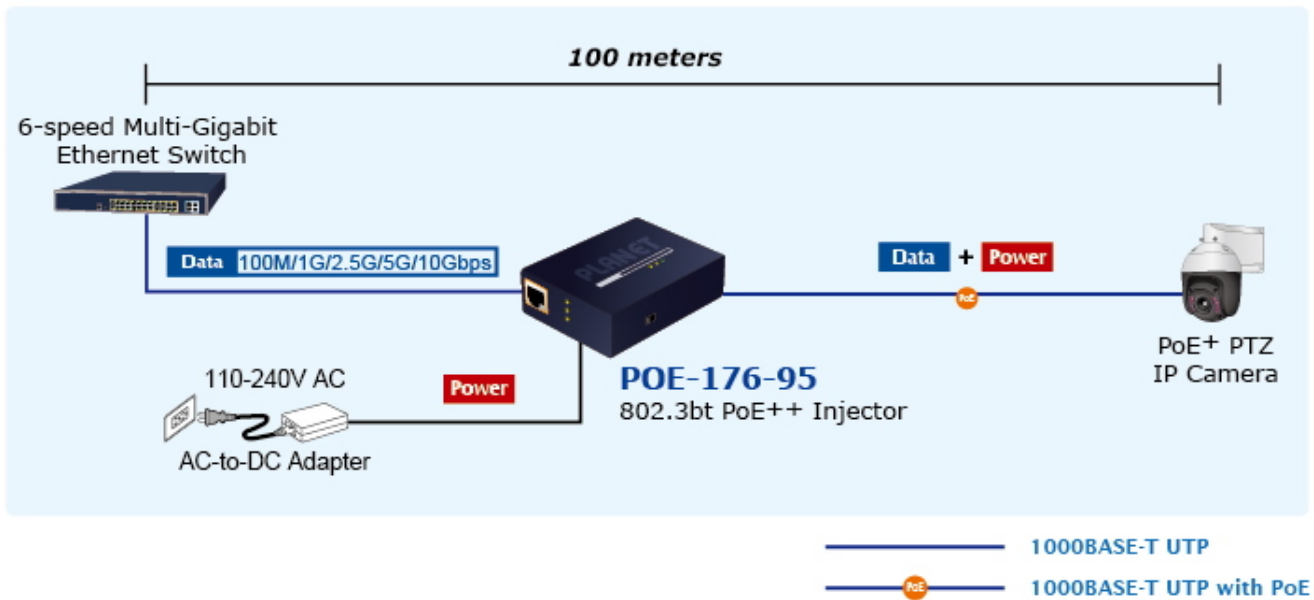 100 meters
6-speed Multi-Gigabit
Ethernet Switch
Data 100M/1G/2.5G/5G/10Gbps
PLANET
Data + Power
PoE
PoE+ PTZ
IP Camera
110-240V AC
Power
POE-176-95
802.3bt PoE++ Injector
AC-to-DC Adapter
1000BASE-T UTP
PoE
1000BASE-T UTP with PoE